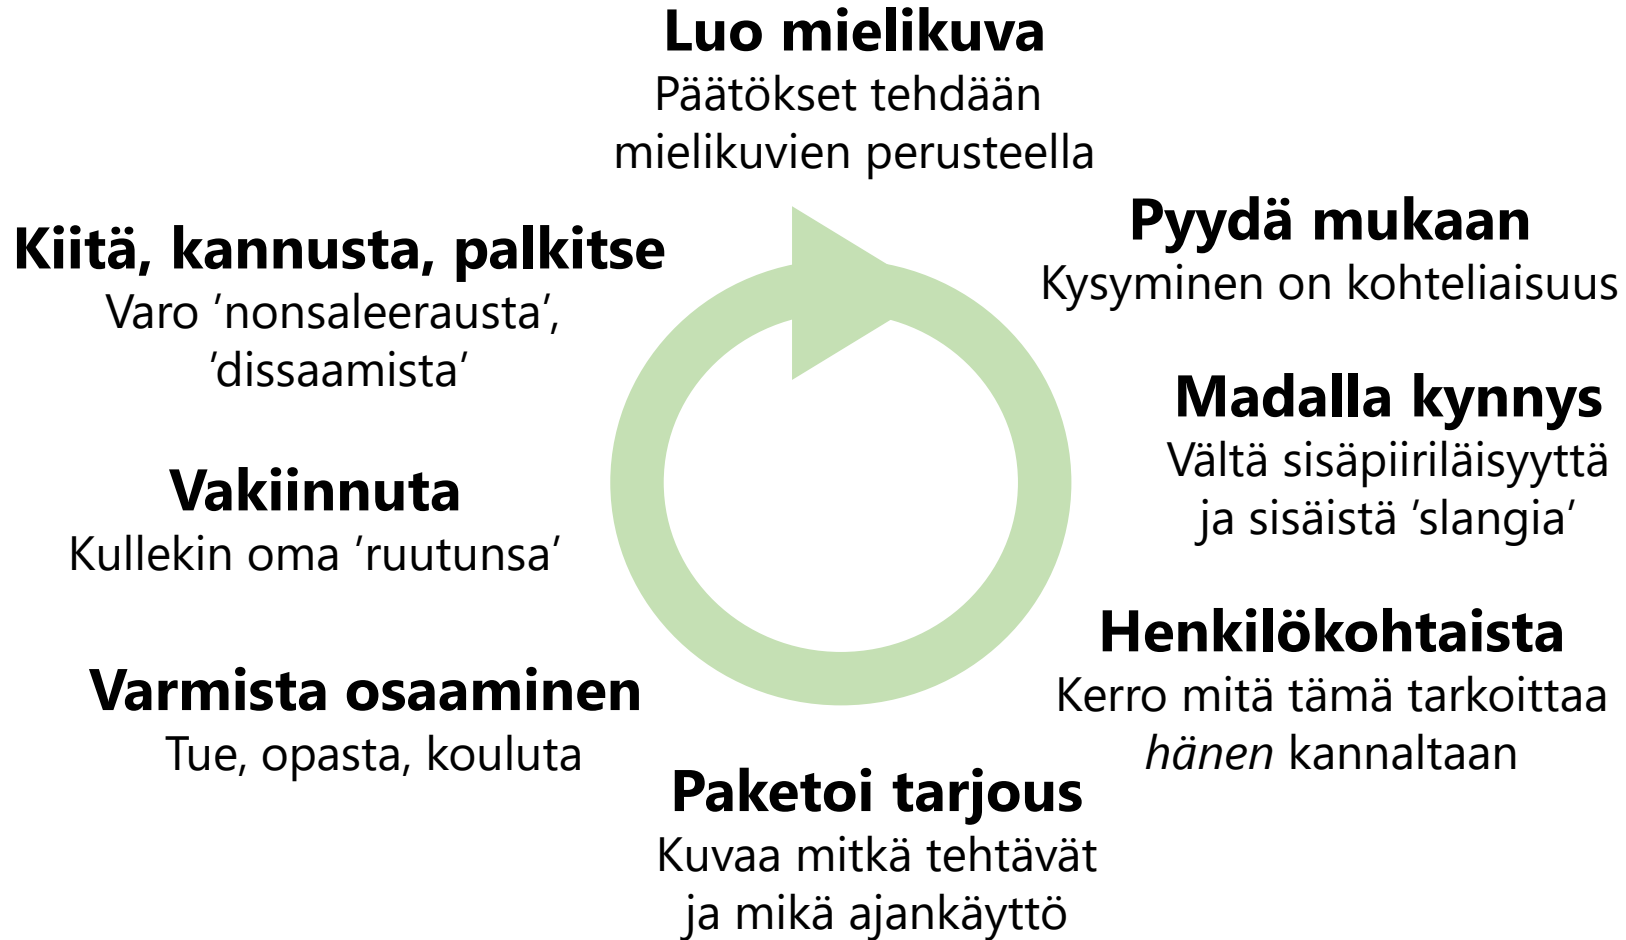 Luo mielikuva
Päätökset tehdään
mielikuvien perusteella
Pyydä mukaan
Kysyminen on kohteliaisuus
Madalla kynnys
Vältä sisäpiiriläisyyttä
ja sisäistä ’slangia’
Henkilökohtaista
Kerro mitä tämä tarkoittaa
hänen kannaltaan
Paketoi tarjous
Kuvaa mitkä tehtävät
ja mikä ajankäyttö
Varmista osaaminen
Tue, opasta, kouluta
Vakiinnuta
Kullekin oma ’ruutunsa’
Kiitä, kannusta, palkitse
Varo ’nonsaleerausta’,
’dissaamista’